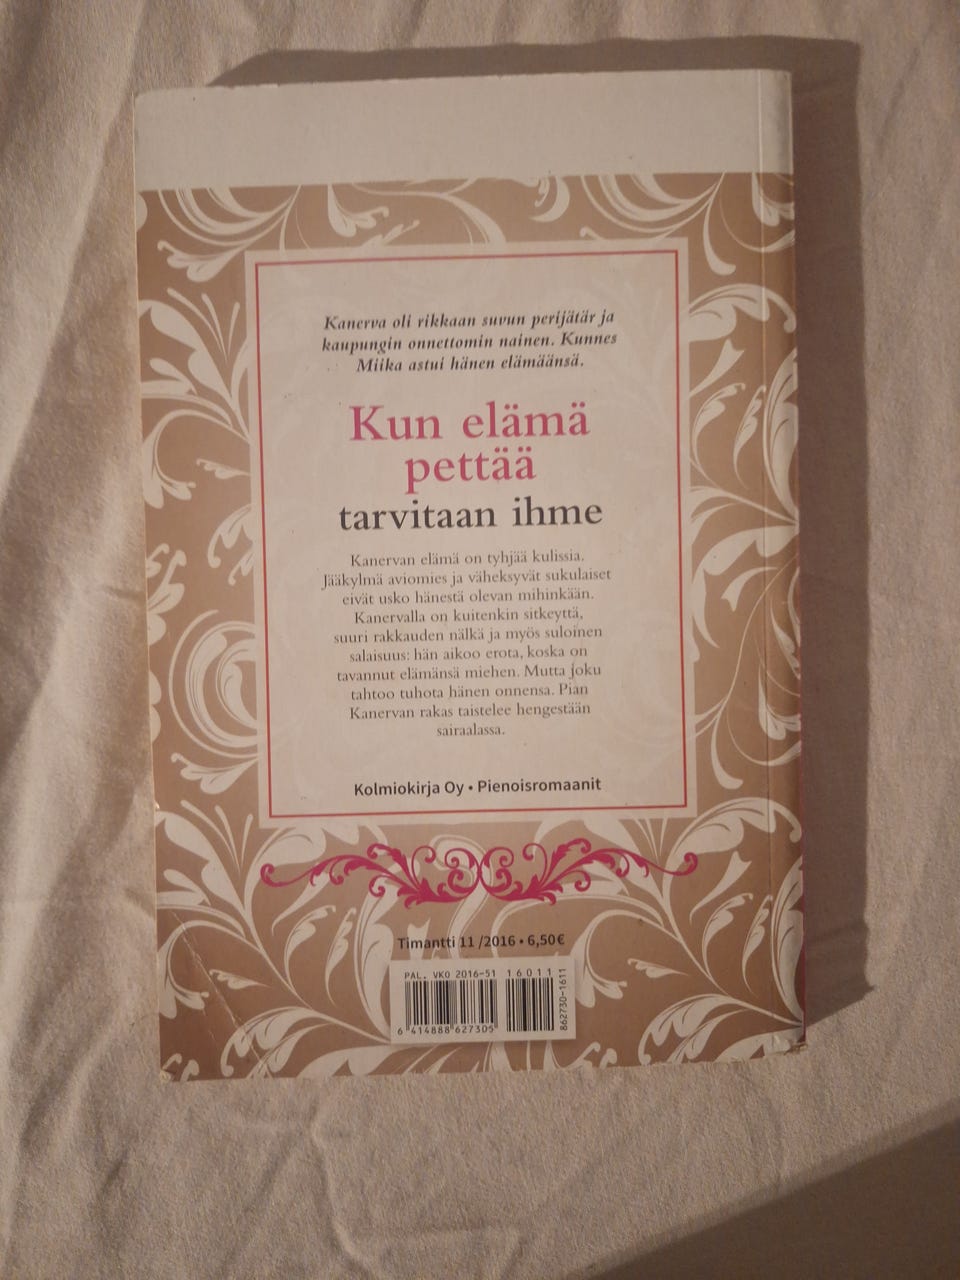 Kanerva oli rikkaan suvun perijätär ja
kaupungin onnettomin nainen. Kunnes
Miika astui hänen elämäänsä.
Kun elämä
pettää
tarvitaan ihme
Kanervan elämä on tyhjää kulissia.
Jääkylmä aviomies ja väheksyvät sukulaiset
eivät usko hänestä olevan mihinkään.
Kanervalla on kuitenkin sitkeyttä,
suuri rakkauden nälkä ja myös suloinen
salaisuus: hän aikoo erota, koska on
tavannut elämänsä miehen. Mutta joku
tahtoo tuhota hänen onnensa. Pian
Kanervan rakas taistelee hengestään
sairaalassa.
Kolmiokirja Oy • Pienoisromaanit
Timantti 11 /2016 • 6,50€
PAL. VKO 2016-51 16011
6 414888 627305
862730-1611